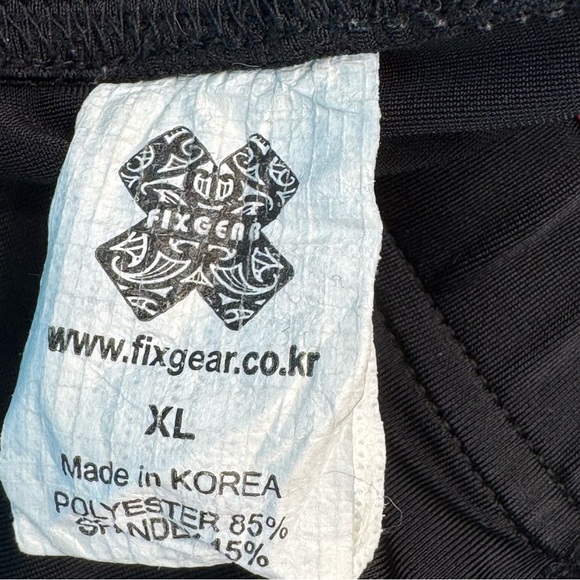 FIXGEAR
www.fixgear.co.kr
XL
Made in KOREA
POLYESTER 85%
15%